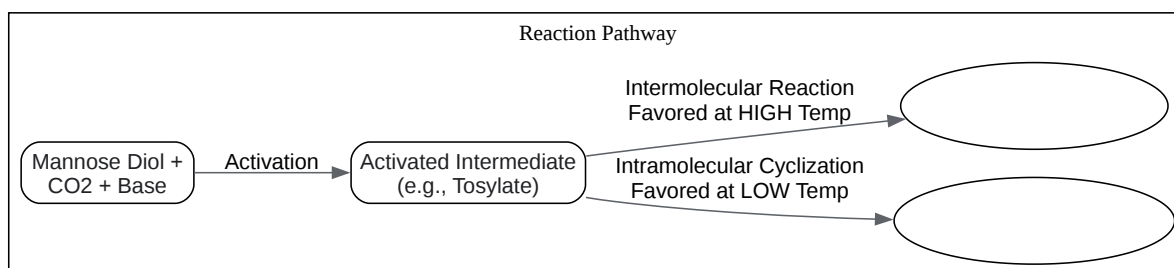 Reaction Pathway
Intermolecular Reaction
Favored at HIGH Temp
Mannose Diol +
CO2 + Base
Activation
Activated Intermediate
(e.g., Tosylate)
Intramolecular Cyclization
Favored at LOW Temp